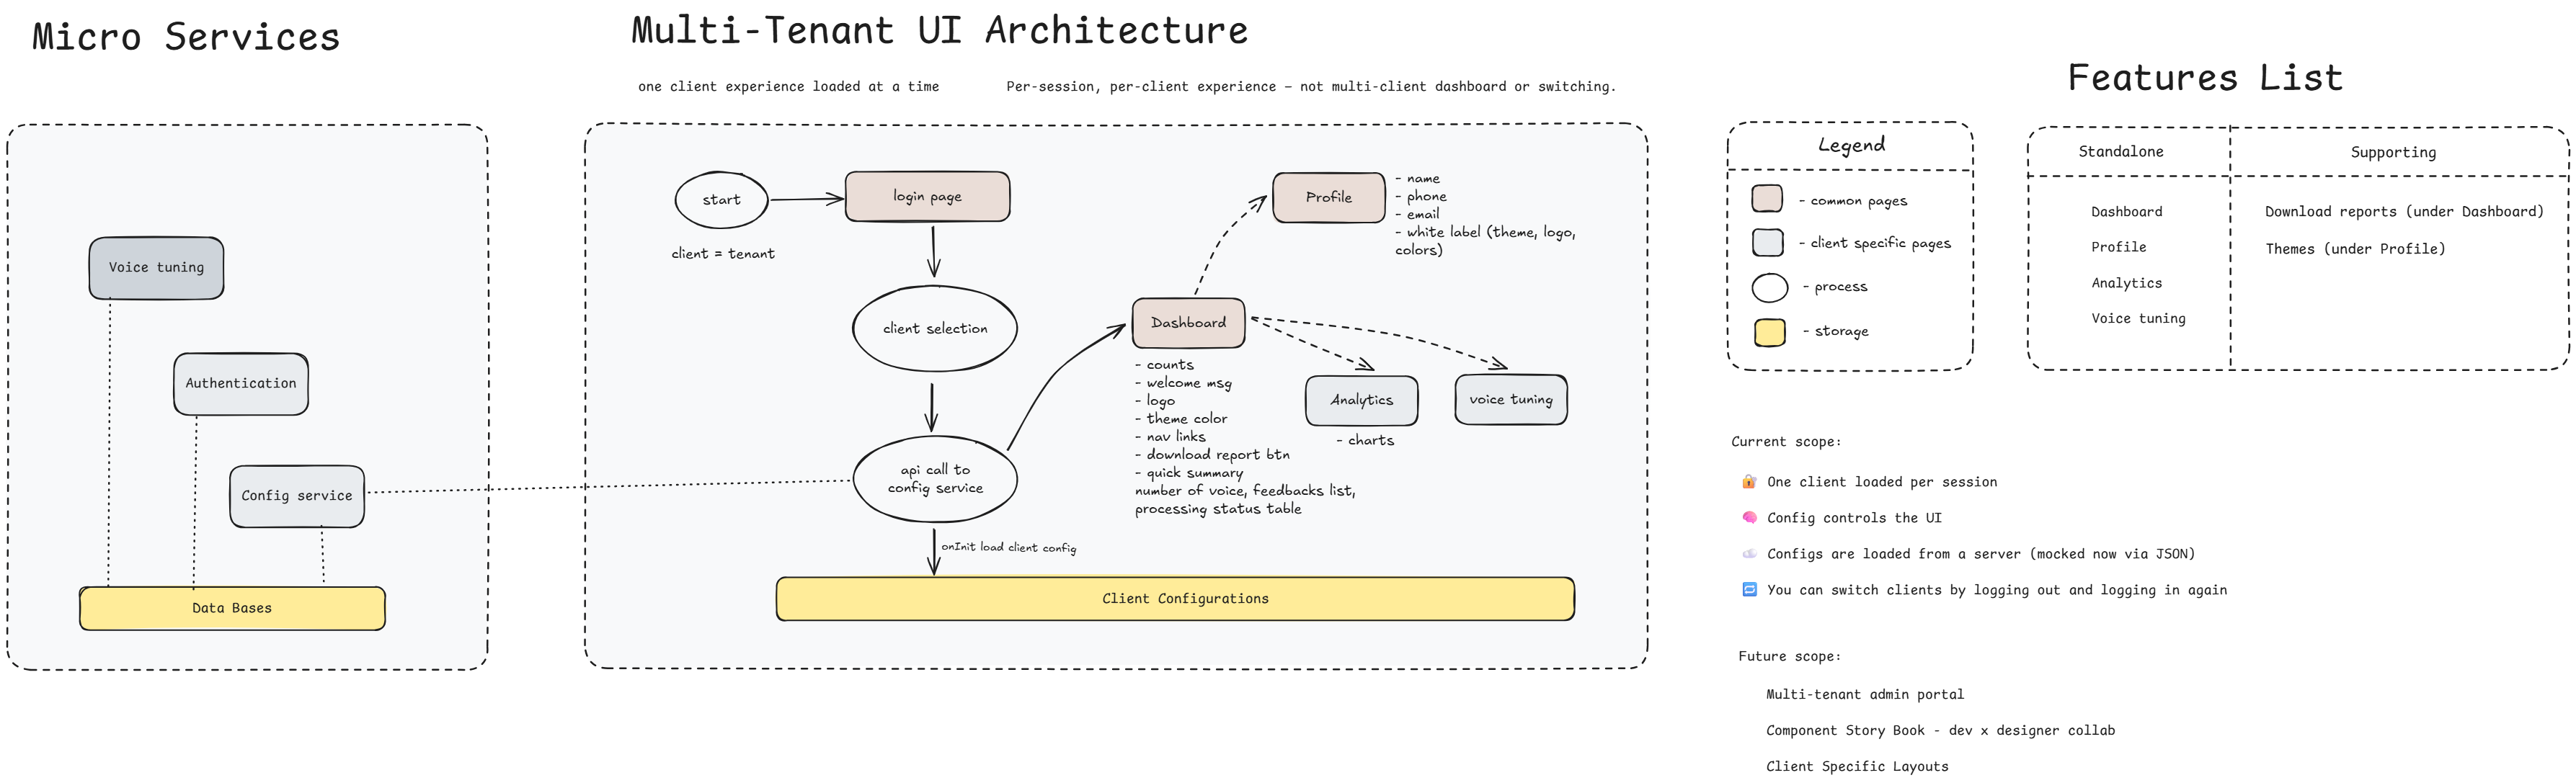 Micro Services
Voice tuning
Authentication
Config service
Data Bases
Multi-Tenant UI Architecture
one client experience loaded at a time
Per-session, per-client experience — not multi-client dashboard or switching.
start
client = tenant
login page
client selection
api call to
config service
onInit load client config
Client Configurations
Profile
- name
- phone
- email
- white label (theme, logo,
colors)
Dashboard
- counts
- welcome msg
- logo
- theme color
- nav links
- download report btn
- quick summary
number of voice, feedbacks list,
processing status table
Analytics
- charts
voice tuning
Legend
- common pages
- client specific pages
- process
- storage
Features List
Standalone
Dashboard
Profile
Analytics
Voice tuning
Supporting
Download reports (under Dashboard)
Themes (under Profile)
Current scope:
🔐 One client loaded per session
🧠 Config controls the UI
☁️ Configs are loaded from a server (mocked now via JSON)
🔁 You can switch clients by logging out and logging in again
Future scope:
Multi-tenant admin portal
Component Story Book - dev x designer collab
Client Specific Layouts